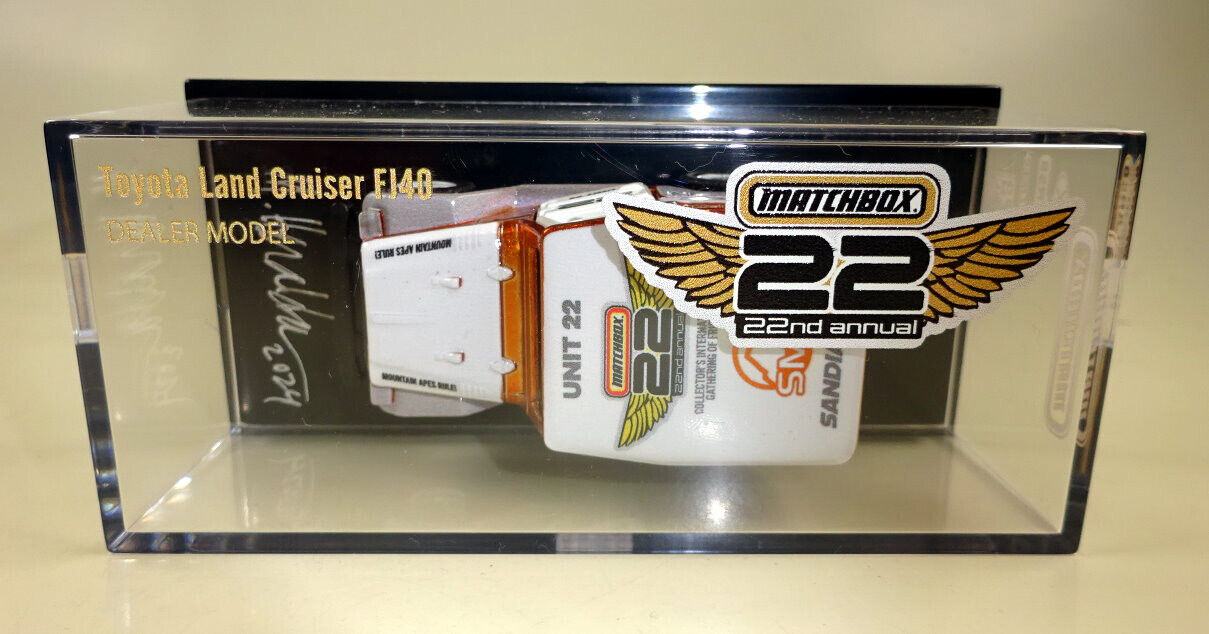 Toyota Land Cruiser FJ40
DEALER MODEL
2024
MOUNTAIN APES RULE!
MOUNTAIN APES RULE!
UNIT 22
MATCHBOX
22
22nd annual
COLLECTOR'S
GATHERING OF
SANDIA
MATCHBOX
22
22nd annual